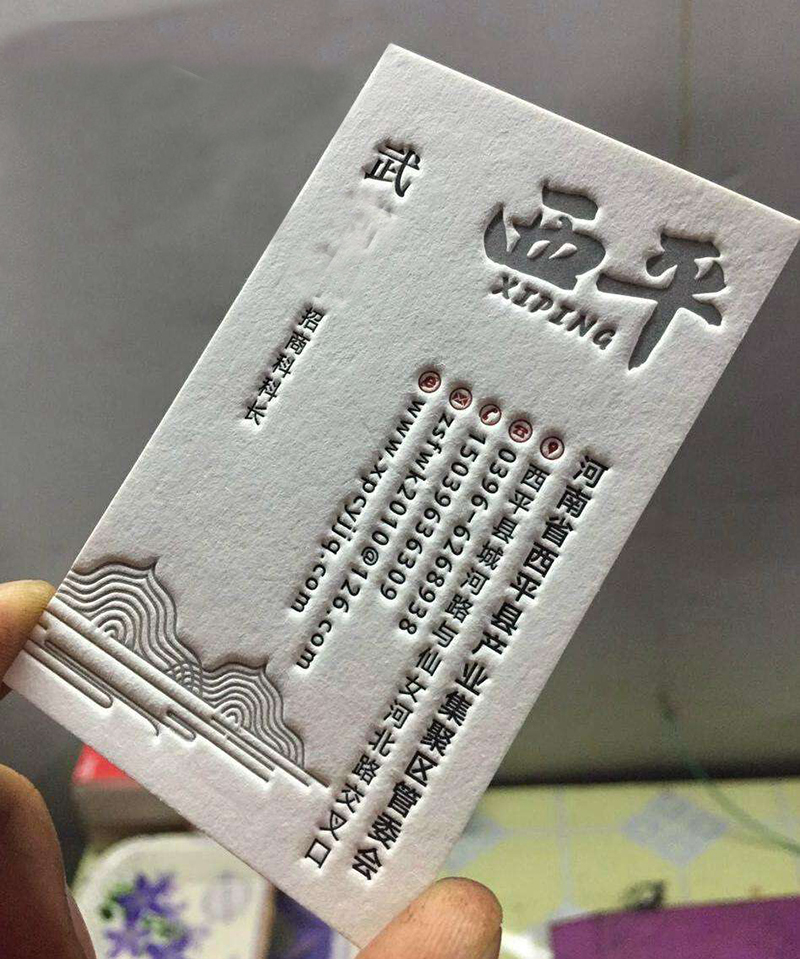 西平
XIPING
河南省西平县产业集聚区管委会
西平县城河路与仙女河北路交叉口
0396-6268938
15039636309
zsfwk2010@126.com
www.xpcyjjq.com
武
招商科科长